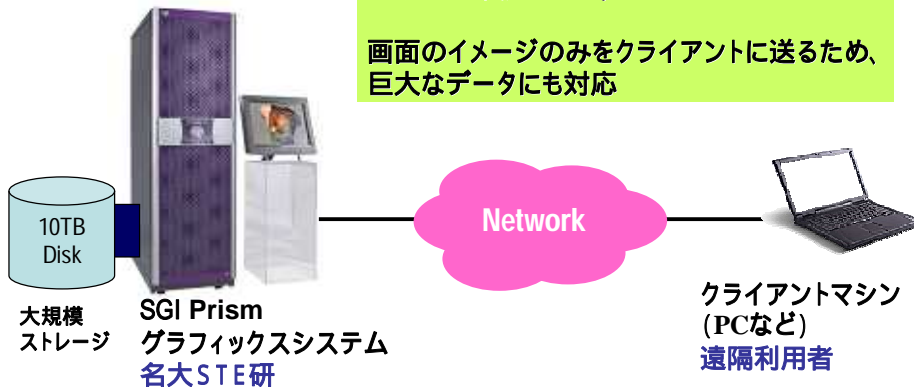 画面のイメージのみをクライアントに送るため、
巨大なデータにも対応
10TB
Disk
Network
大規模
ストレージ
SGI Prism
グラフィックスシステム
名大STE研
クライアントマシン
(PCなど)
遠隔利用者